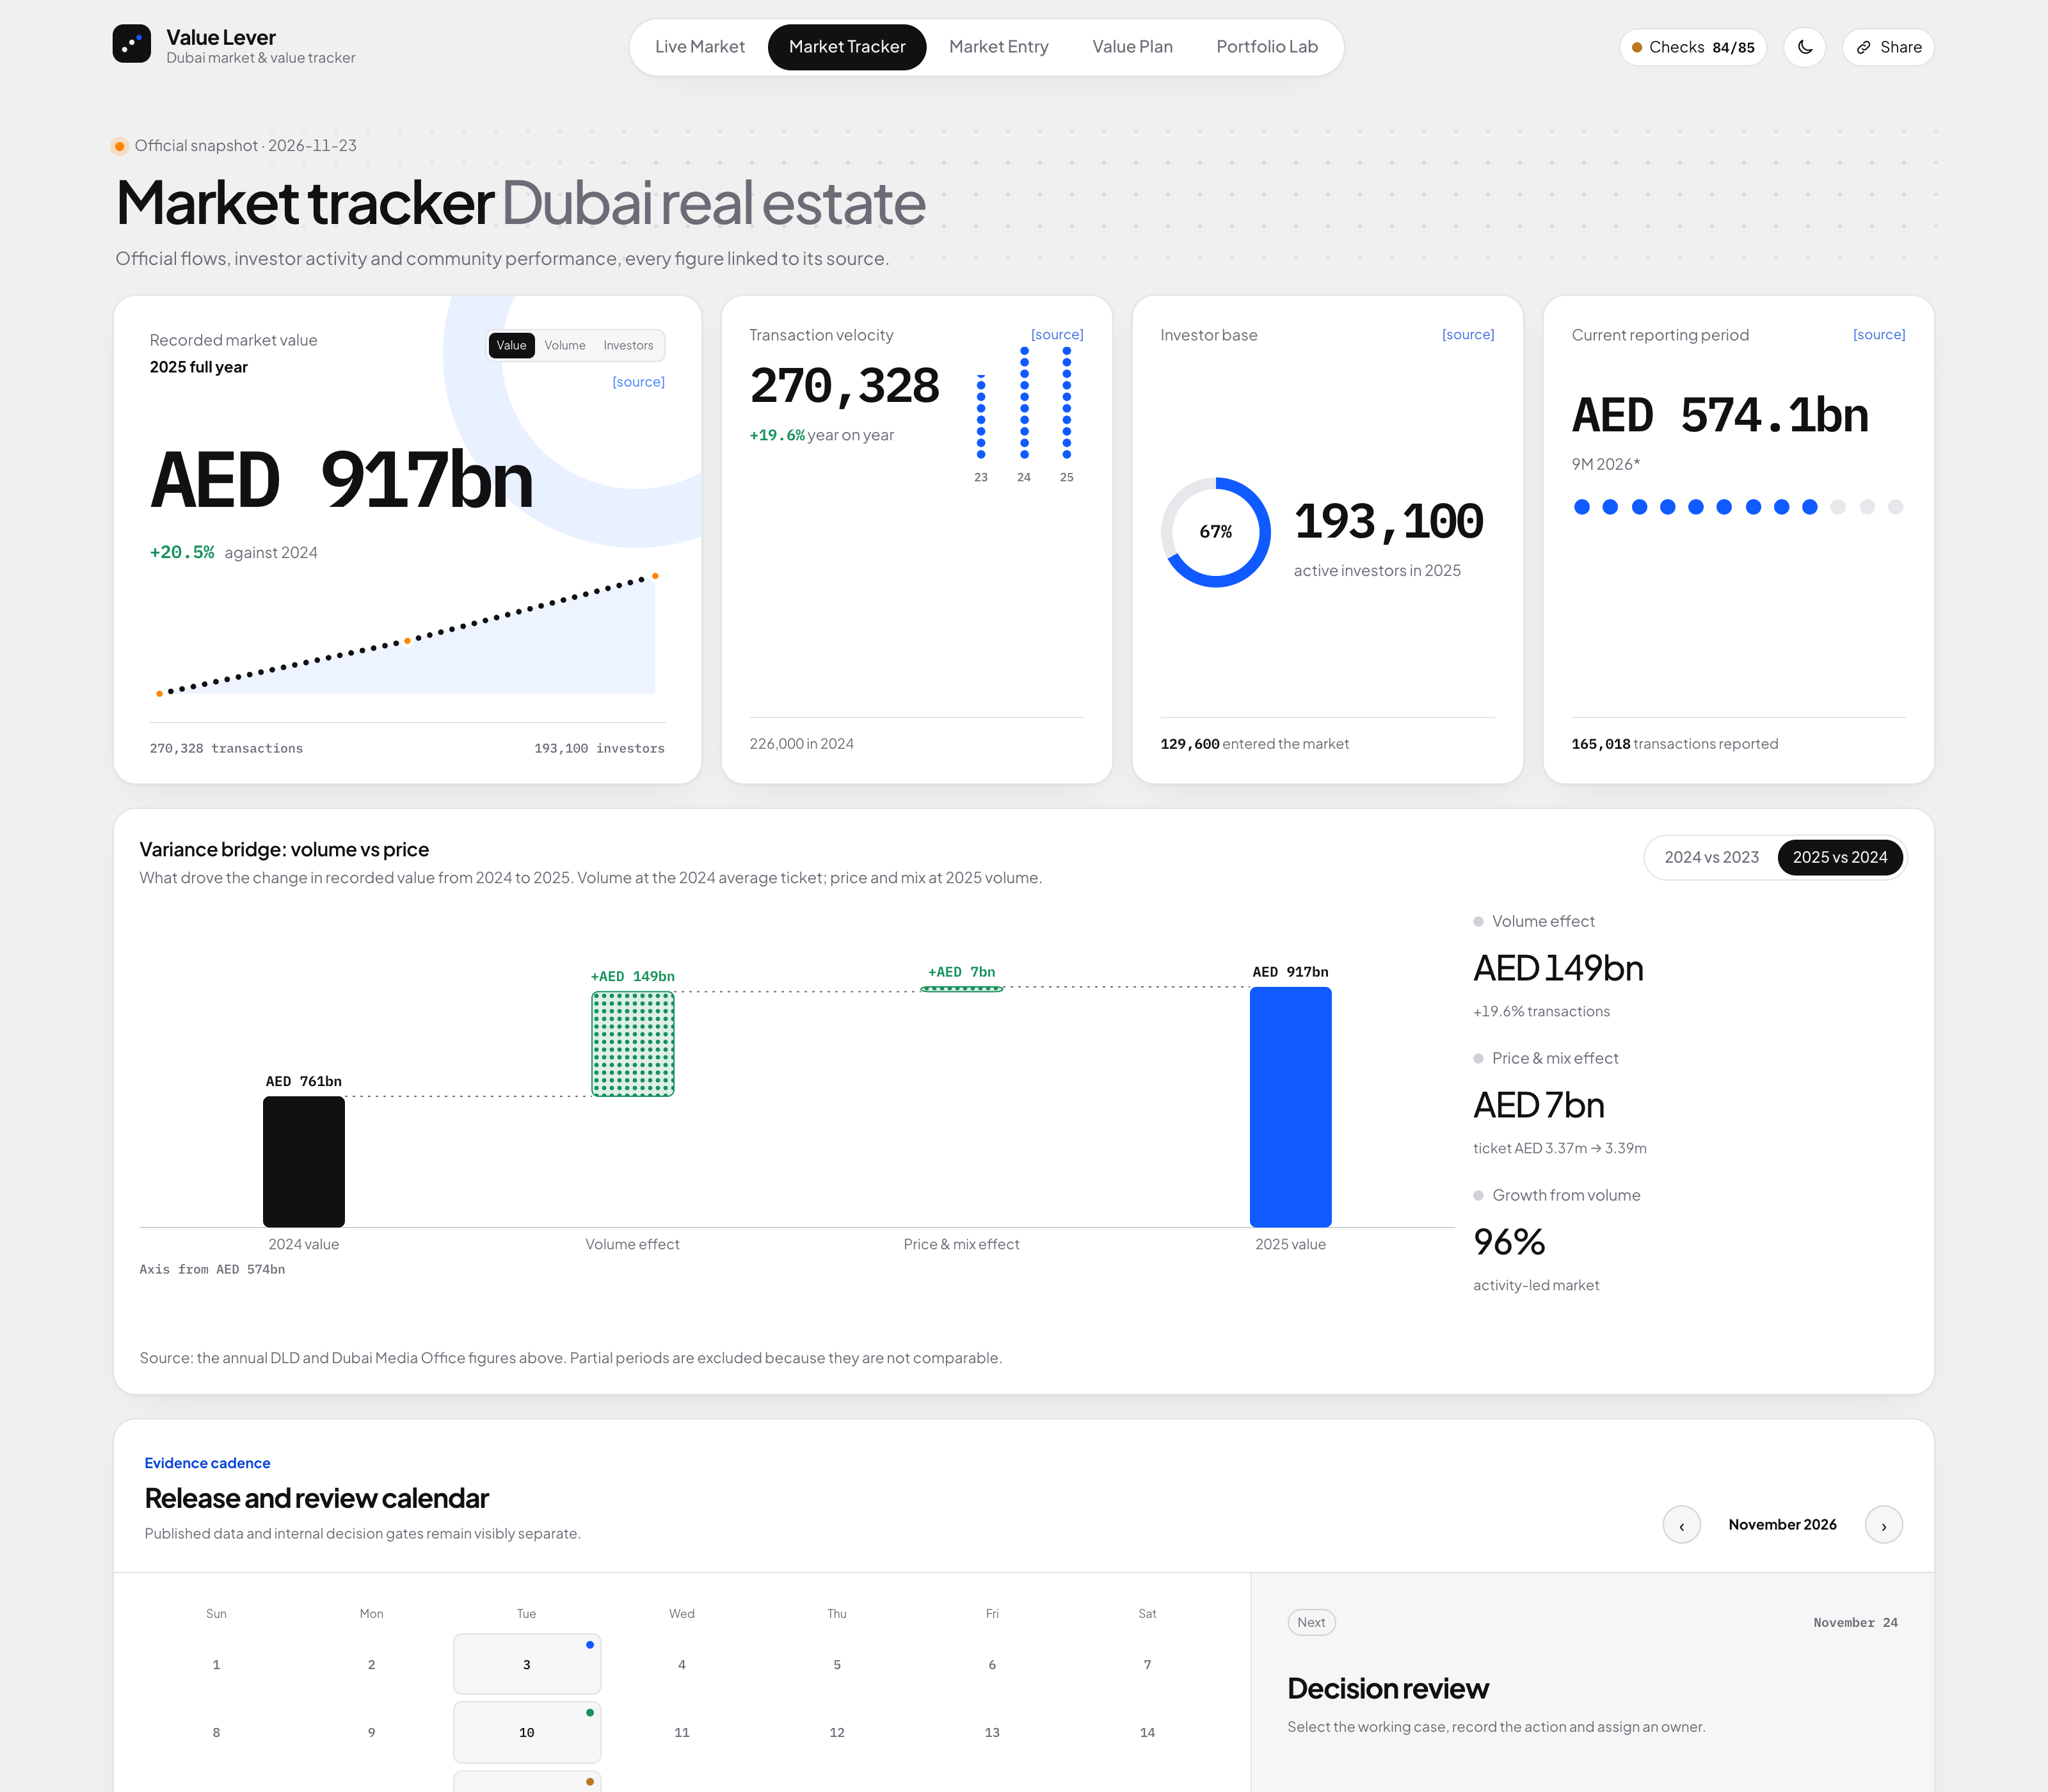 Value Lever
Dubai market & value tracker
Live Market
Market Tracker
Market Entry
Value Plan
Portfolio Lab
Checks 84/85
Share
Official snapshot · 2026-11-23
Market tracker Dubai real estate
Official flows, investor activity and community performance, every figure linked to its source.
Recorded market value
2025 full year
Value
Volume
Investors
[source]
AED 917bn
+20.5% against 2024
270,328 transactions
193,100 investors
Transaction velocity
[source]
270,328
+19.6% year on year
23
24
25
226,000 in 2024
Investor base
[source]
67%
193,100
active investors in 2025
129,600 entered the market
Current reporting period
[source]
AED 574.1bn
9M 2026*
165,018 transactions reported
Variance bridge: volume vs price
What drove the change in recorded value from 2024 to 2025. Volume at the 2024 average ticket; price and mix at 2025 volume.
2024 vs 2023
2025 vs 2024
AED 761bn
+AED 149bn
+AED 7bn
AED 917bn
2024 value
Volume effect
Price & mix effect
2025 value
Axis from AED 574bn
Volume effect
AED 149bn
+19.6% transactions
Price & mix effect
AED 7bn
ticket AED 3.37m → 3.39m
Growth from volume
96%
activity-led market
Source: the annual DLD and Dubai Media Office figures above. Partial periods are excluded because they are not comparable.
Evidence cadence
Release and review calendar
Published data and internal decision gates remain visibly separate.
‹
November 2026
›
Sun Mon Tue Wed Thu Fri Sat
1 2 3 4 5 6 7
8 9 10 11 12 13 14
Next
November 24
Decision review
Select the working case, record the action and assign an owner.